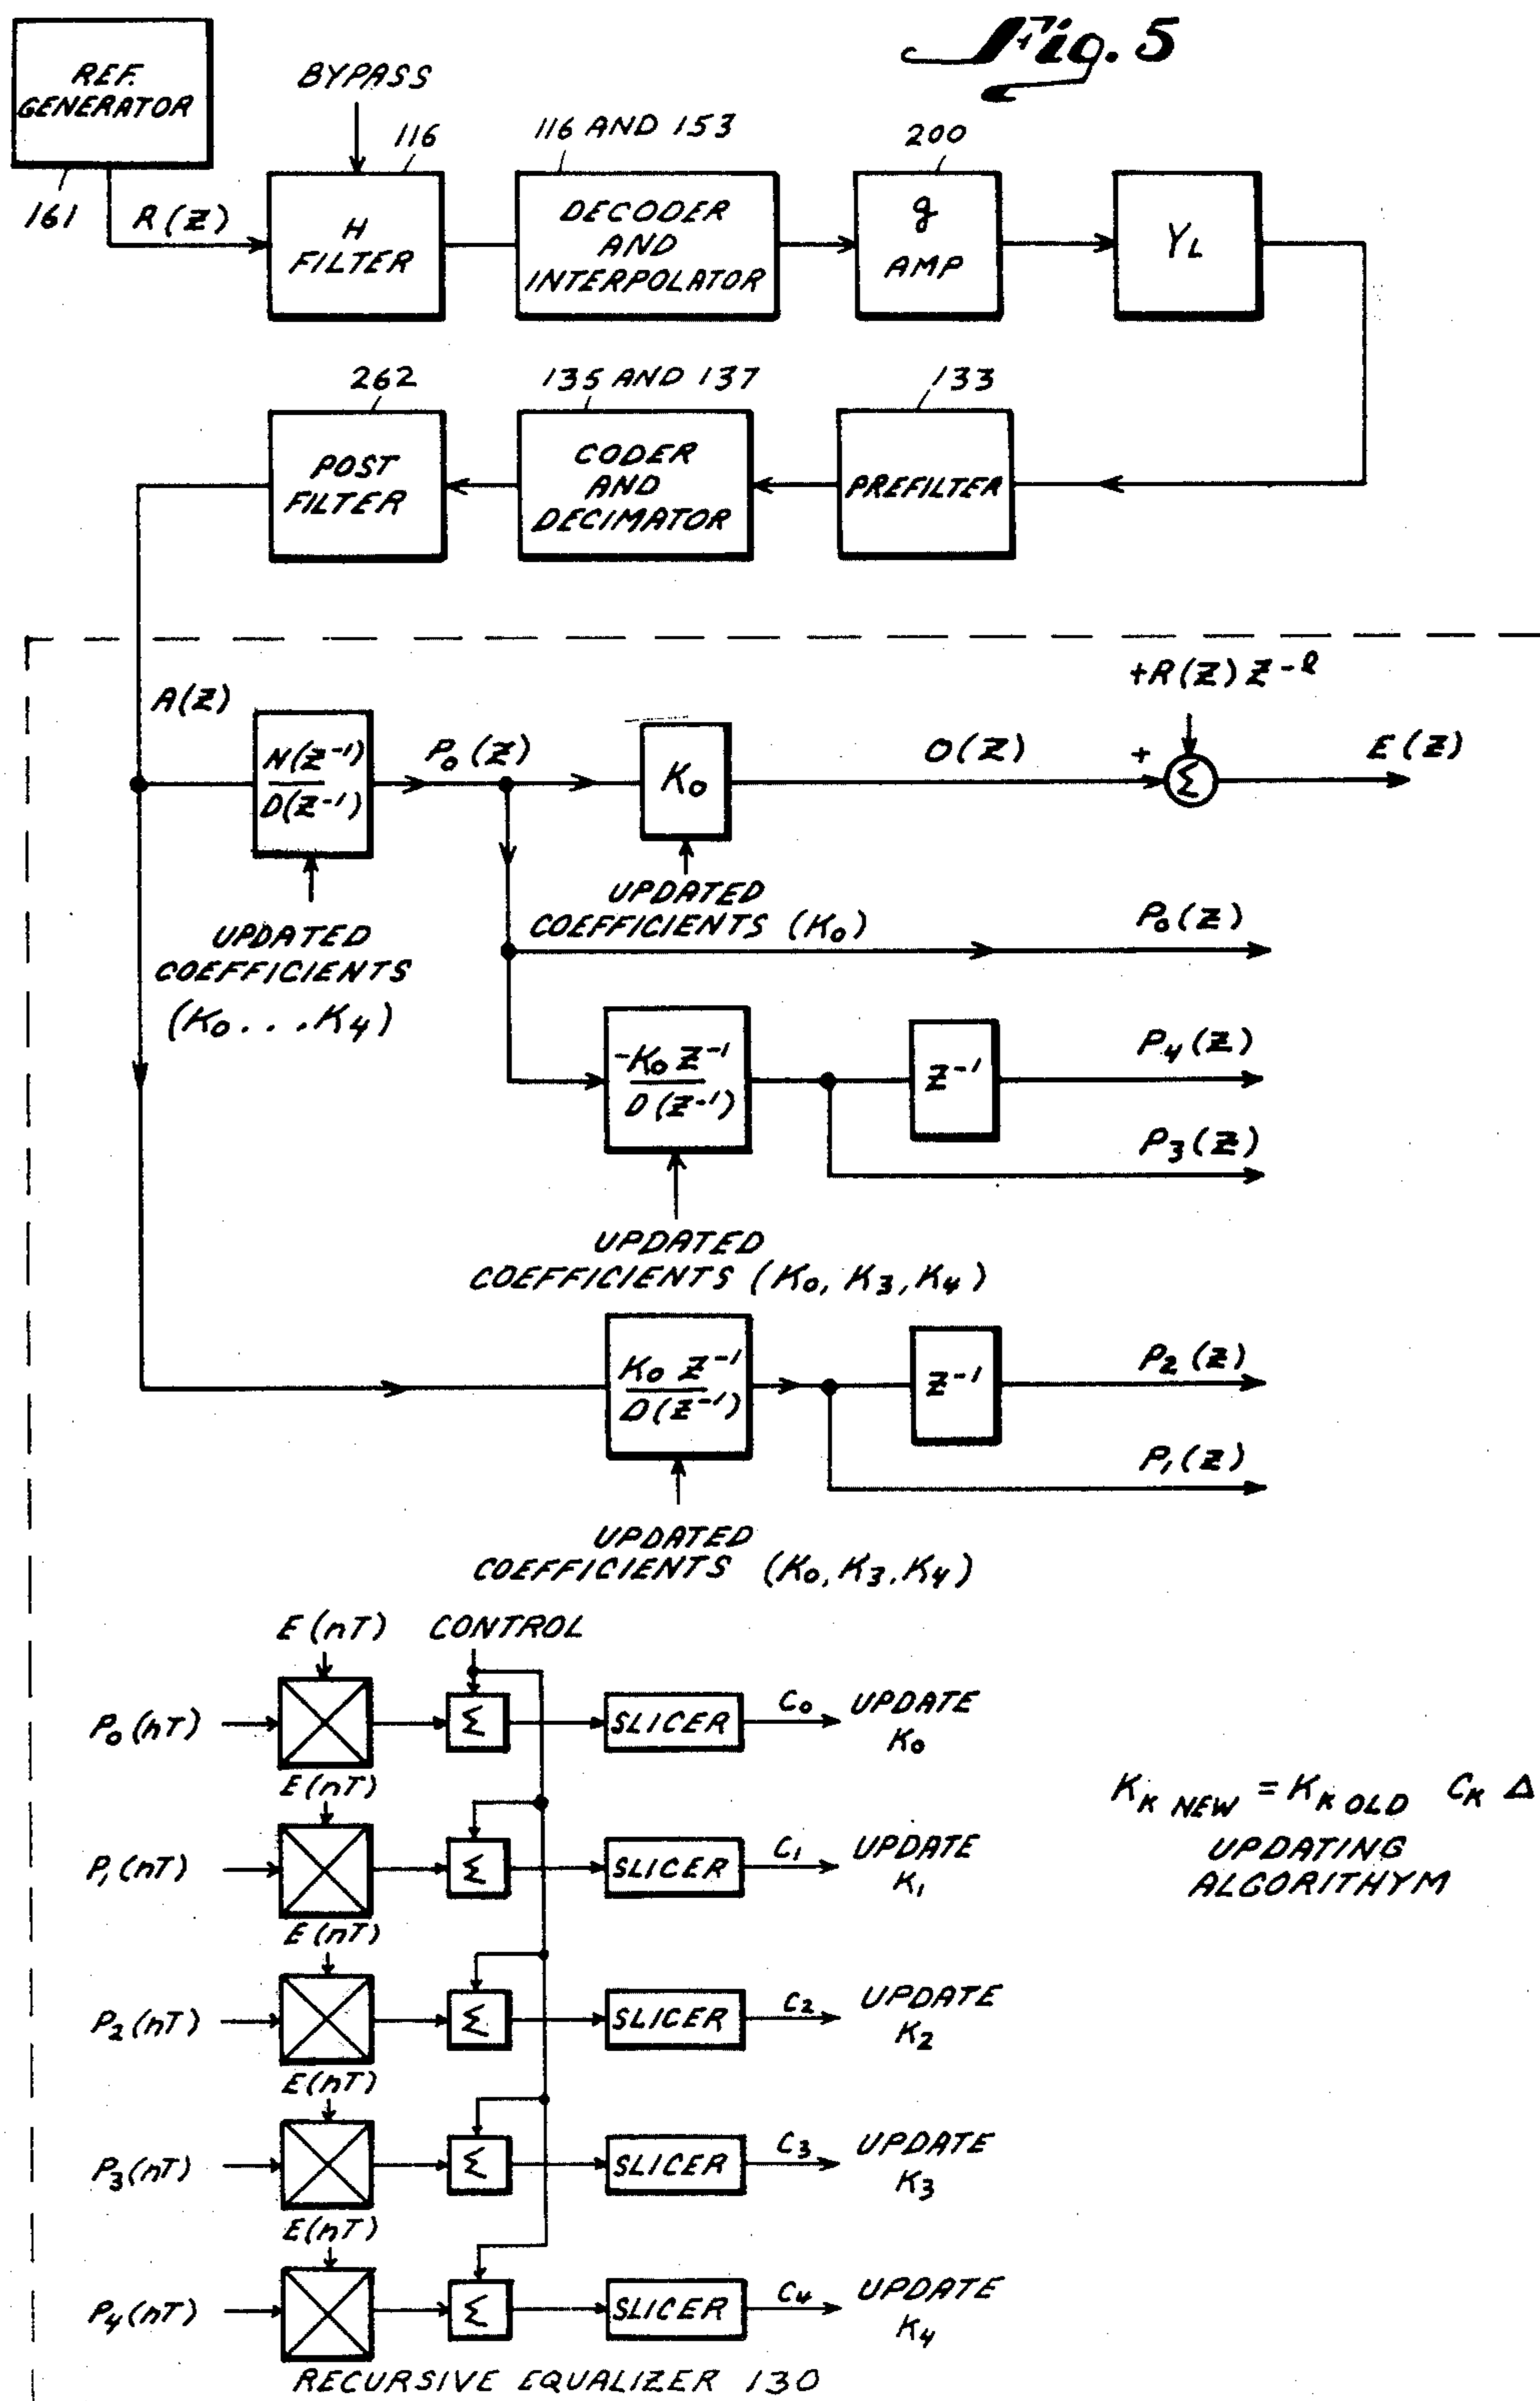 Fig. 5
REF.
GENERATOR
161
R(Z)
BYPASS
116
H
FILTER
116 AND 153
DECODER
AND
INTERPOLATOR
200
g
AMP
YL
262
POST
FILTER
135 AND 137
CODER
AND
DECIMATOR
133
PREFILTER
A(Z)
N(Z⁻¹)
D(Z⁻¹)
P₀(Z)
K₀
O(Z)
+R(Z) Z⁻ˡ
+
Σ
E(Z)
UPDATED
COEFFICIENTS
(K₀...K₄)
UPDATED
COEFFICIENTS (K₀)
P₀(Z)
-K₀ Z⁻¹
D(Z⁻¹)
Z⁻¹
P₄(Z)
P₃(Z)
UPDATED
COEFFICIENTS (K₀, K₃, K₄)
K₀ Z⁻¹
D(Z⁻¹)
Z⁻¹
P₂(Z)
P₁(Z)
UPDATED
COEFFICIENTS (K₀, K₃, K₄)
E(nT)
CONTROL
P₀(nT)
Σ
SLICER
C₀
UPDATE
K₀
E(nT)
P₁(nT)
Σ
SLICER
C₁
UPDATE
K₁
E(nT)
P₂(nT)
Σ
SLICER
C₂
UPDATE
K₂
E(nT)
P₃(nT)
Σ
SLICER
C₃
UPDATE
K₃
E(nT)
P₄(nT)
Σ
SLICER
C₄
UPDATE
K₄
K_K NEW = K_K OLD C_K Δ
UPDATING
ALGORITHYM
RECURSIVE EQUALIZER 130